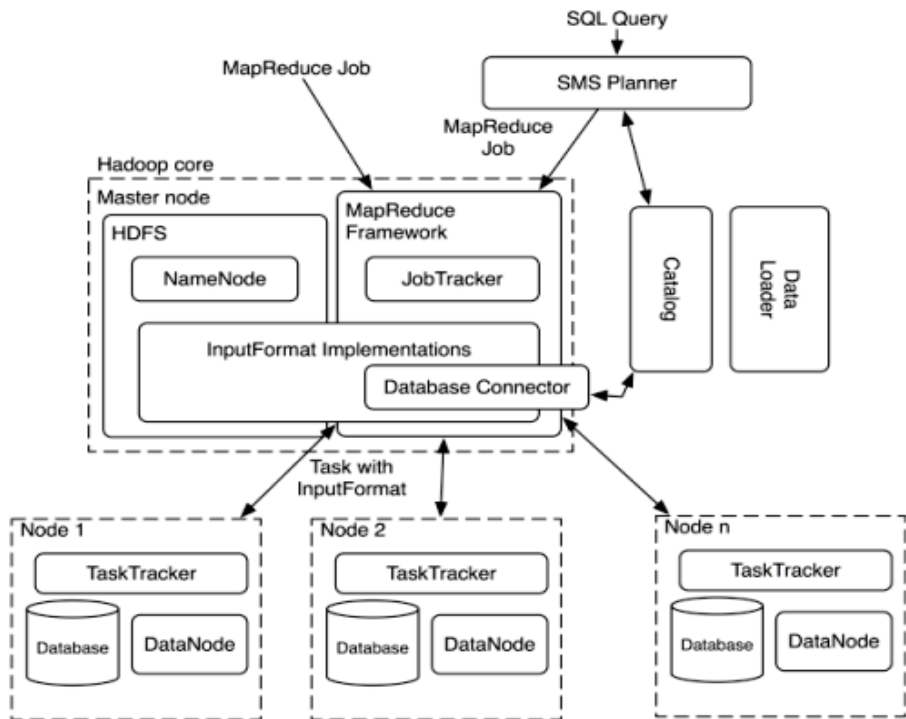 SQL Query
SMS Planner
MapReduce Job
MapReduce
Job
Hadoop core
Master node
HDFS
NameNode
MapReduce
Framework
JobTracker
InputFormat Implementations
Database Connector
Catalog
Data
Loader
Task with
InputFormat
Node 1
TaskTracker
Database
DataNode
Node 2
TaskTracker
Database
DataNode
Node n
TaskTracker
Database
DataNode